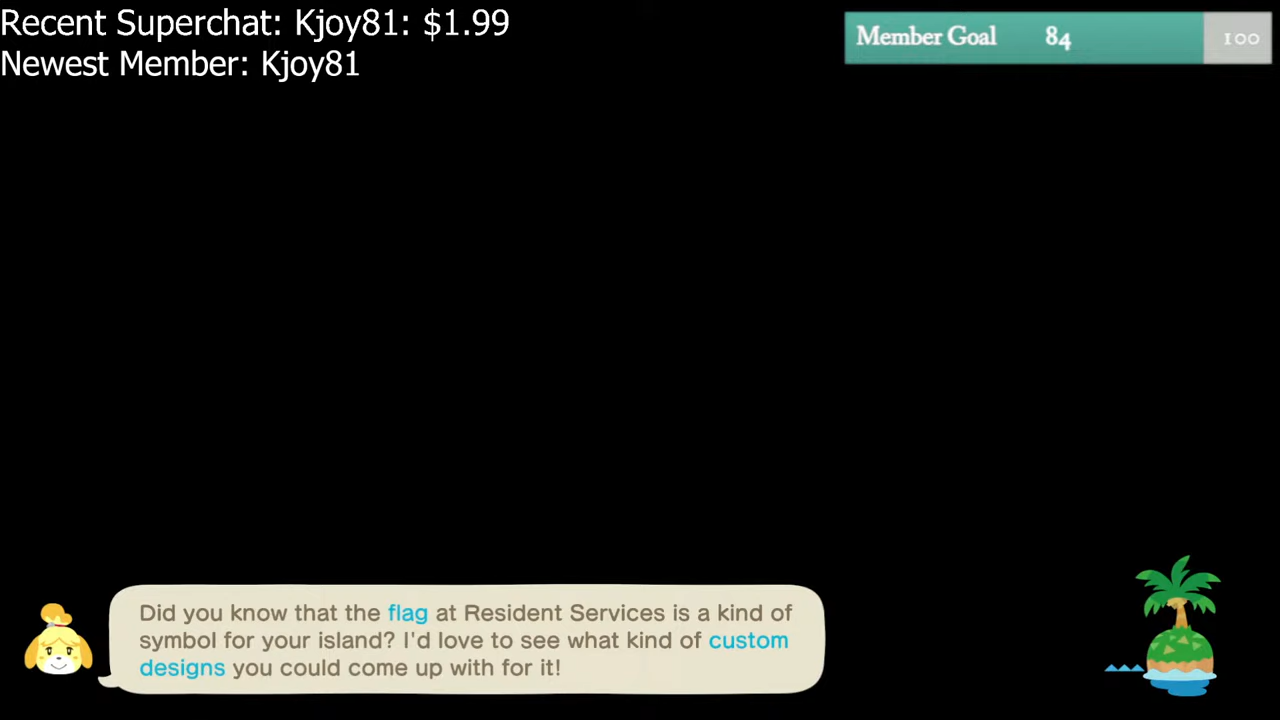 Recent Superchat: Kjoy81: $1.99
Newest Member: Kjoy81
Member Goal 84 100
Did you know that the flag at Resident Services is a kind of
symbol for your island? I'd love to see what kind of custom
designs you could come up with for it!